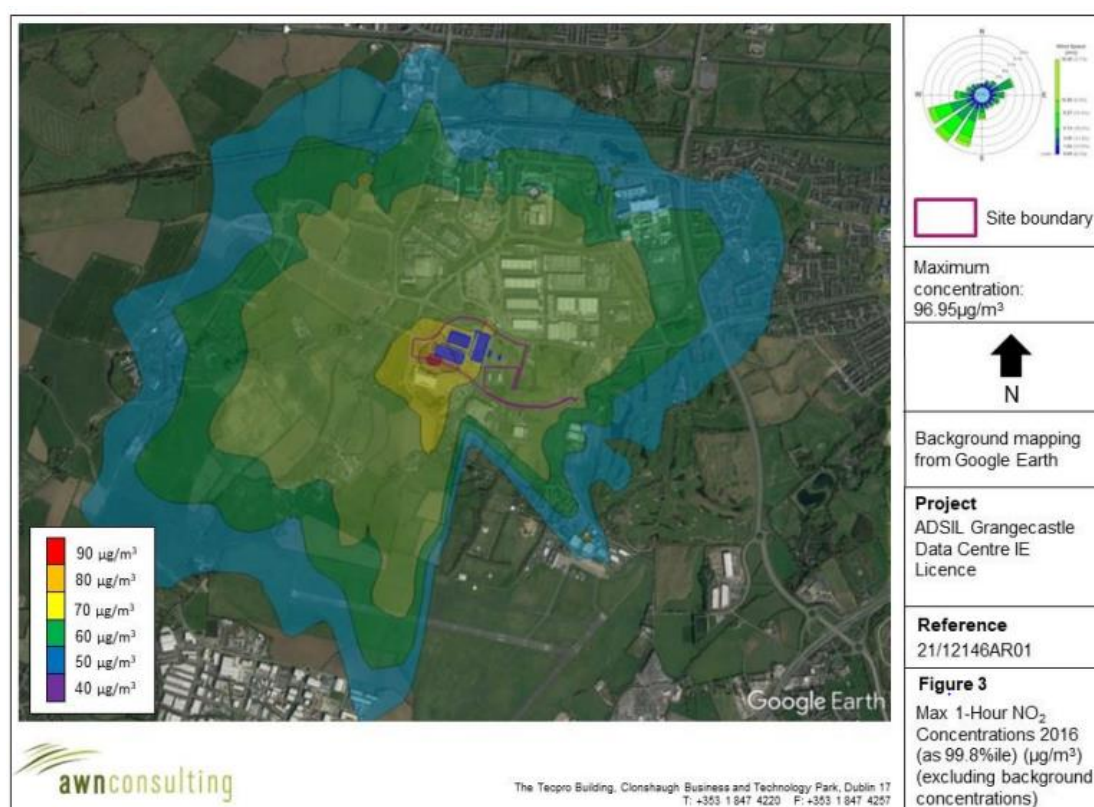 N
W
S
Site boundary
Maximum
concentration:
96.95µg/m³
N
Background mapping
from Google Earth
Project
ADSIL Grangecastle
Data Centre IE
Licence
Reference
21/12146AR01
Figure 3
Max 1-Hour NO₂
Concentrations 2016
(as 99.8%ile) (µg/m³)
(excluding background
concentrations)
90 µg/m³
80 µg/m³
70 µg/m³
60 µg/m³
50 µg/m³
40 µg/m³
Google Earth
awnconsulting
The Tecpro Building, Clonshaugh Business and Technology Park, Dublin 17
T: +353 1 847 4220 F: +353 1 847 4257